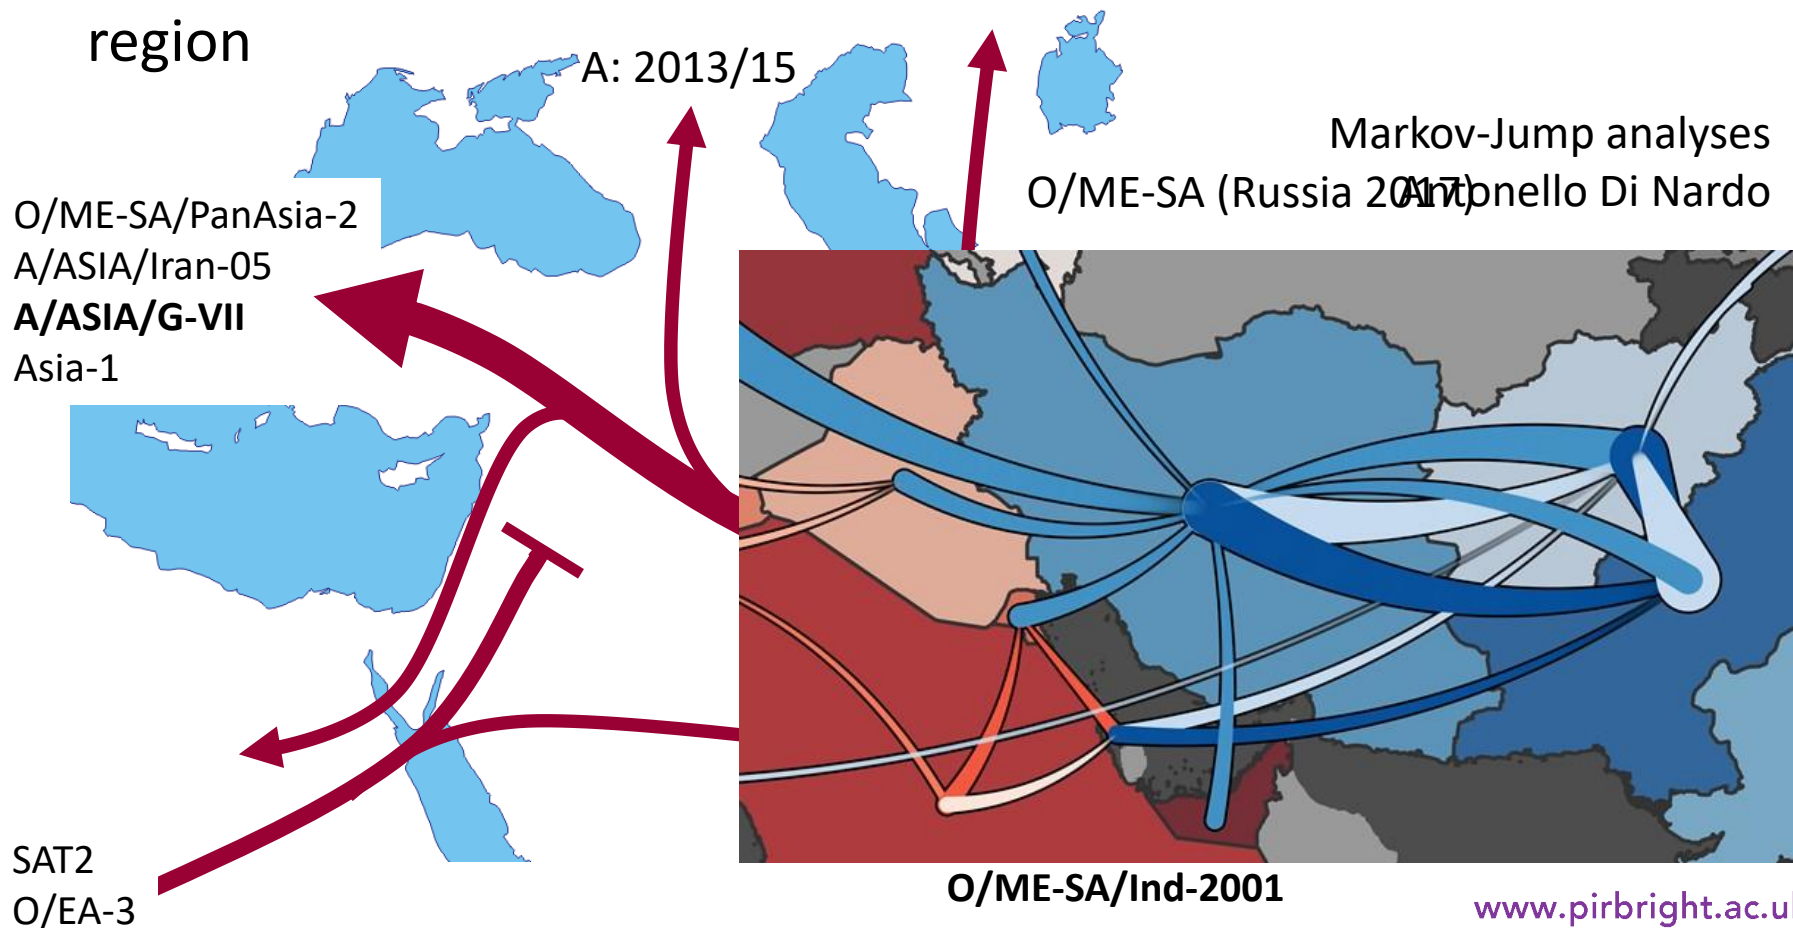 region
A: 2013/15
Markov-Jump analyses
O/ME-SA (Russia 2017)
Antonello Di Nardo
O/ME-SA/PanAsia-2
A/ASIA/Iran-05
A/ASIA/G-VII
Asia-1
SAT2
O/EA-3
O/ME-SA/Ind-2001
www.pirbright.ac.u